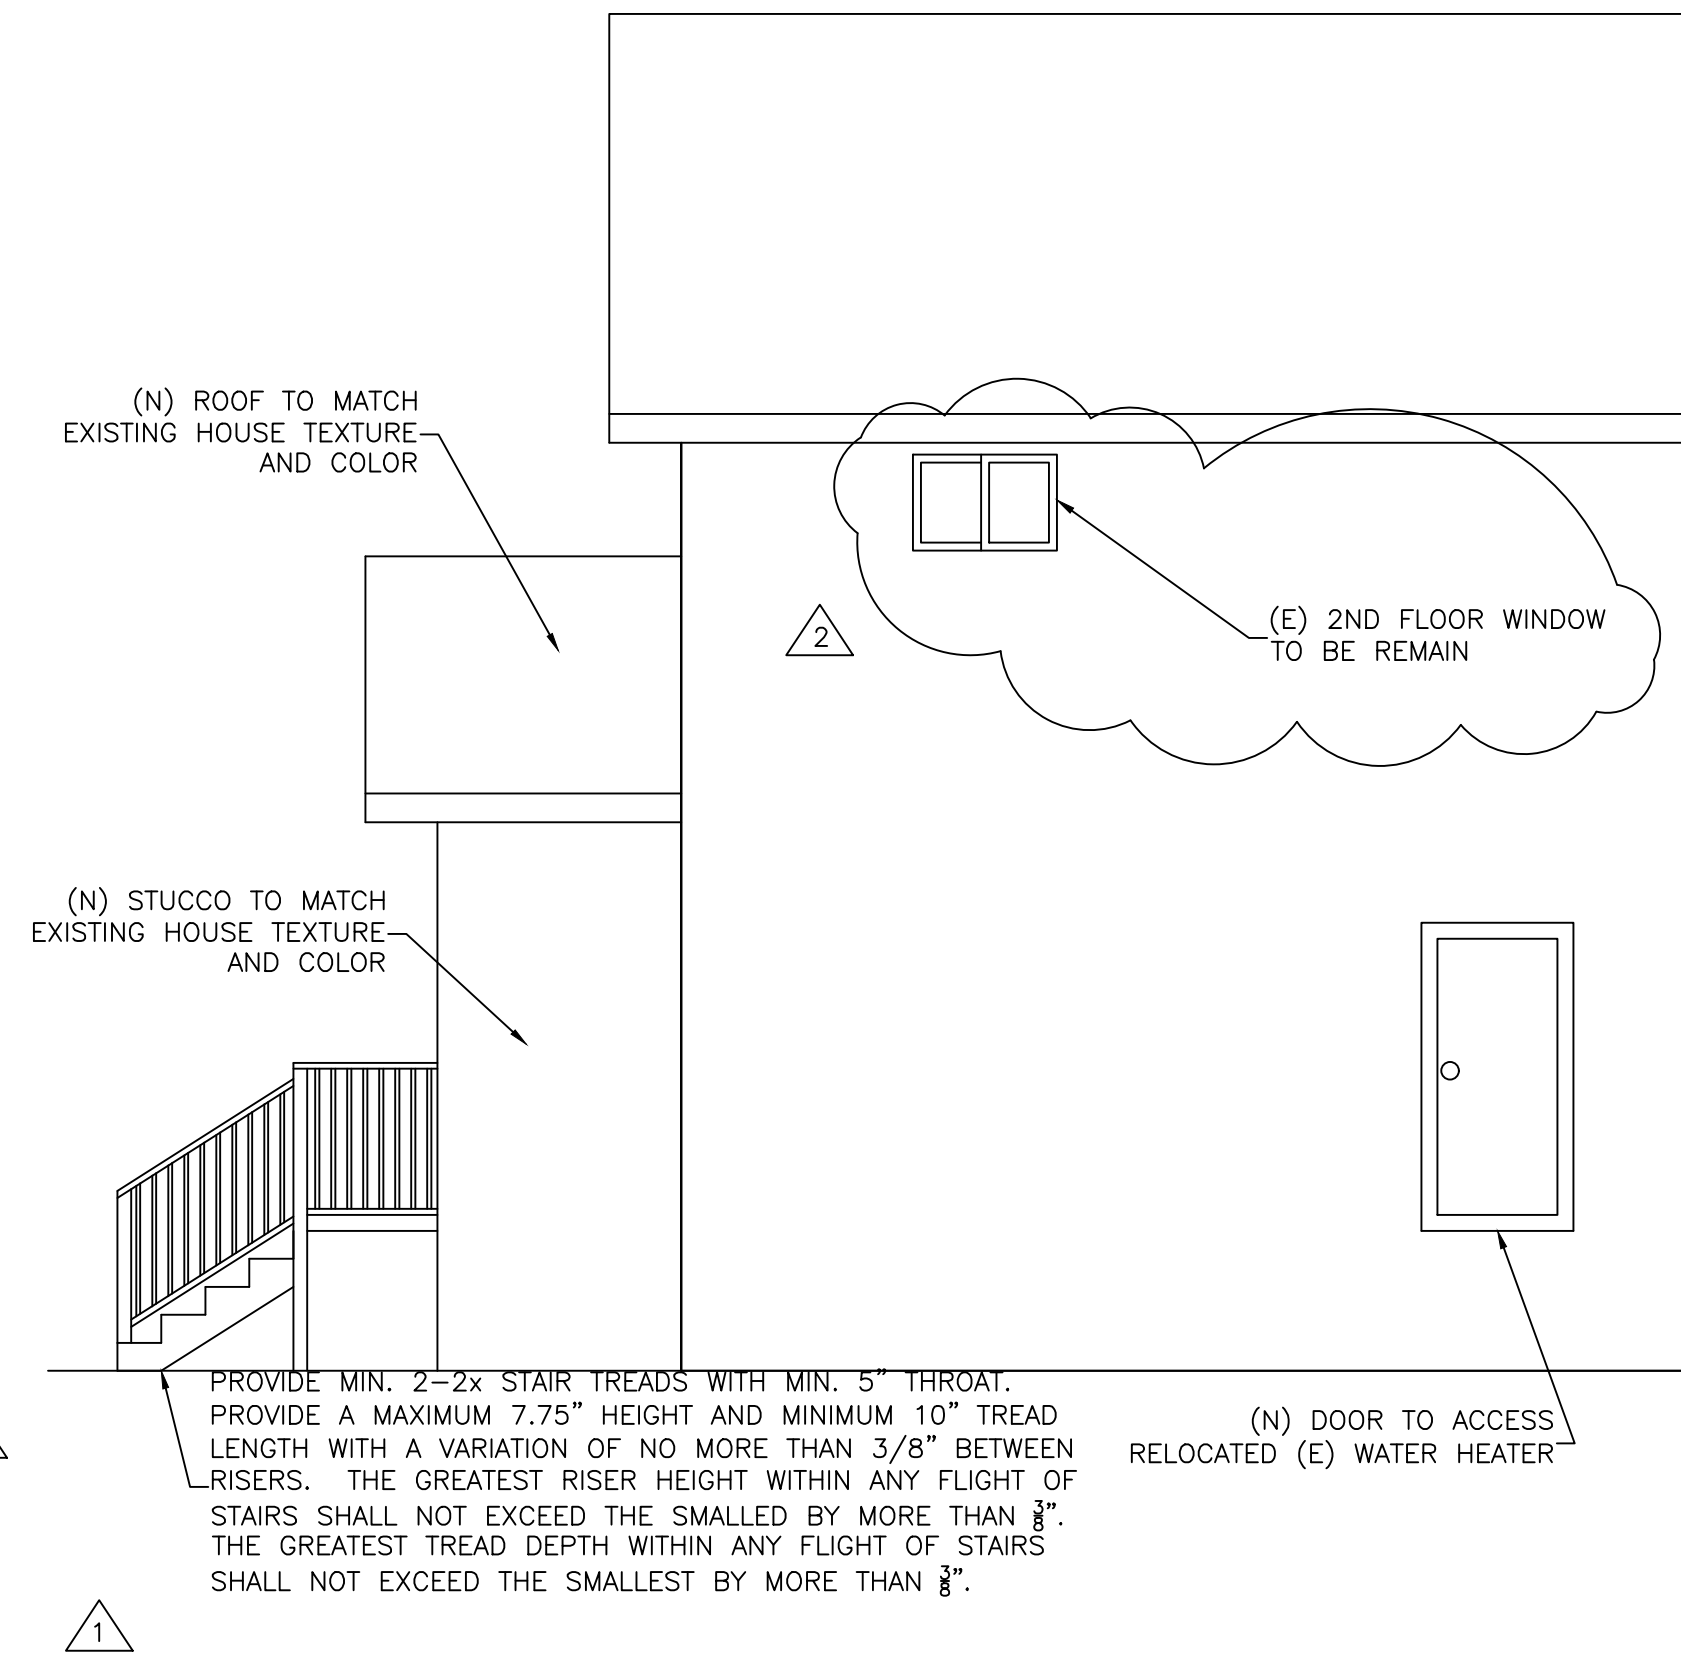 (N) ROOF TO MATCH
EXISTING HOUSE TEXTURE
AND COLOR
2
(E) 2ND FLOOR WINDOW
TO BE REMAIN
(N) STUCCO TO MATCH
EXISTING HOUSE TEXTURE
AND COLOR
PROVIDE MIN. 2-2x STAIR TREADS WITH MIN. 5" THROAT.
PROVIDE A MAXIMUM 7.75" HEIGHT AND MINIMUM 10" TREAD
LENGTH WITH A VARIATION OF NO MORE THAN 3/8" BETWEEN
RISERS. THE GREATEST RISER HEIGHT WITHIN ANY FLIGHT OF
STAIRS SHALL NOT EXCEED THE SMALLED BY MORE THAN 3/8".
THE GREATEST TREAD DEPTH WITHIN ANY FLIGHT OF STAIRS
SHALL NOT EXCEED THE SMALLEST BY MORE THAN 3/8".
(N) DOOR TO ACCESS
RELOCATED (E) WATER HEATER
1